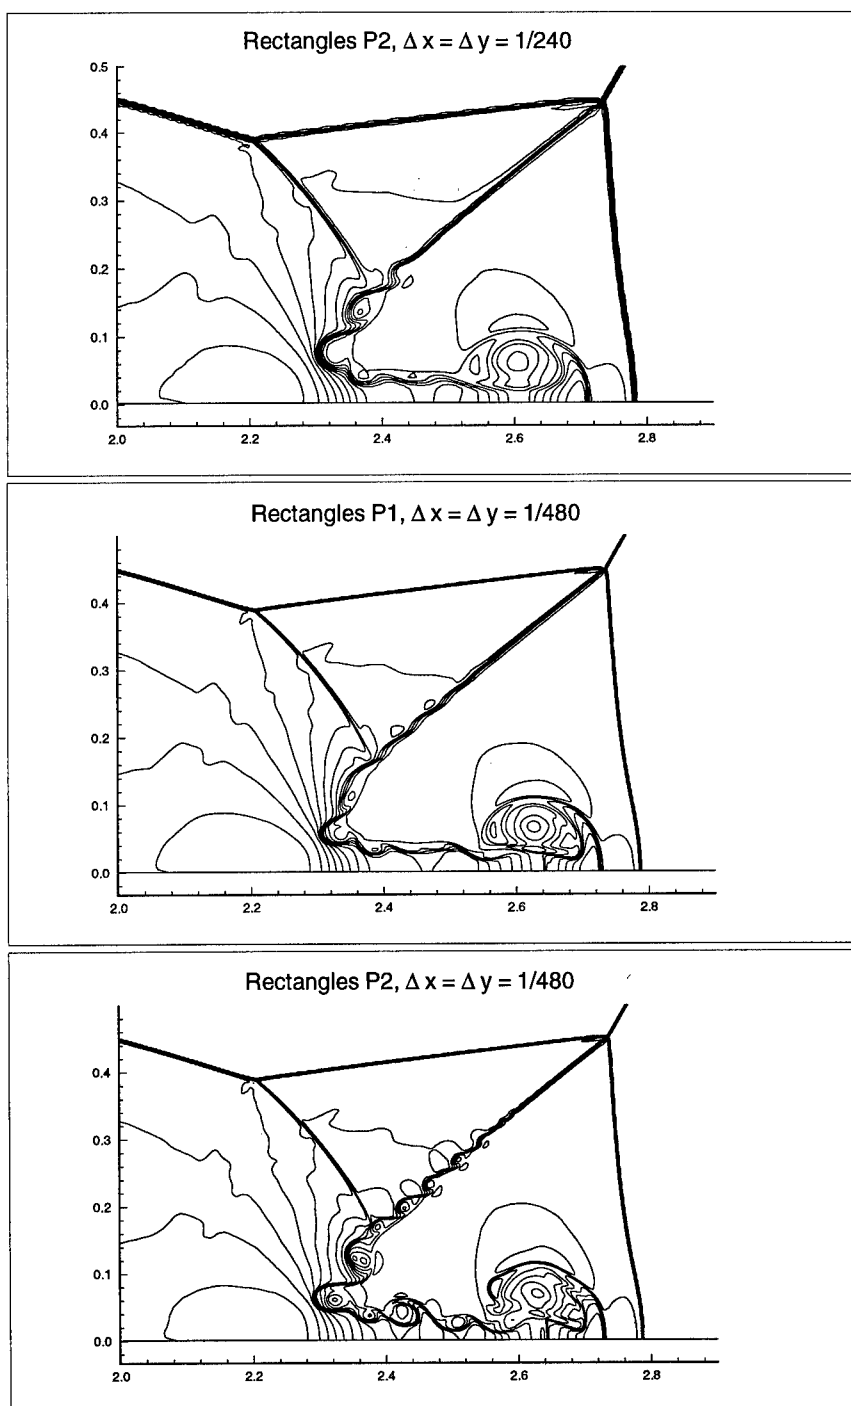 Rectangles P2, Δ x = Δ y = 1/240
0.5
0.4
0.3
0.2
0.1
0.0
2.0 2.2 2.4 2.6 2.8
Rectangles P1, Δ x = Δ y = 1/480
0.4
0.3
0.2
0.1
0.0
2.0 2.2 2.4 2.6 2.8
Rectangles P2, Δ x = Δ y = 1/480
0.4
0.3
0.2
0.1
0.0
2.0 2.2 2.4 2.6 2.8